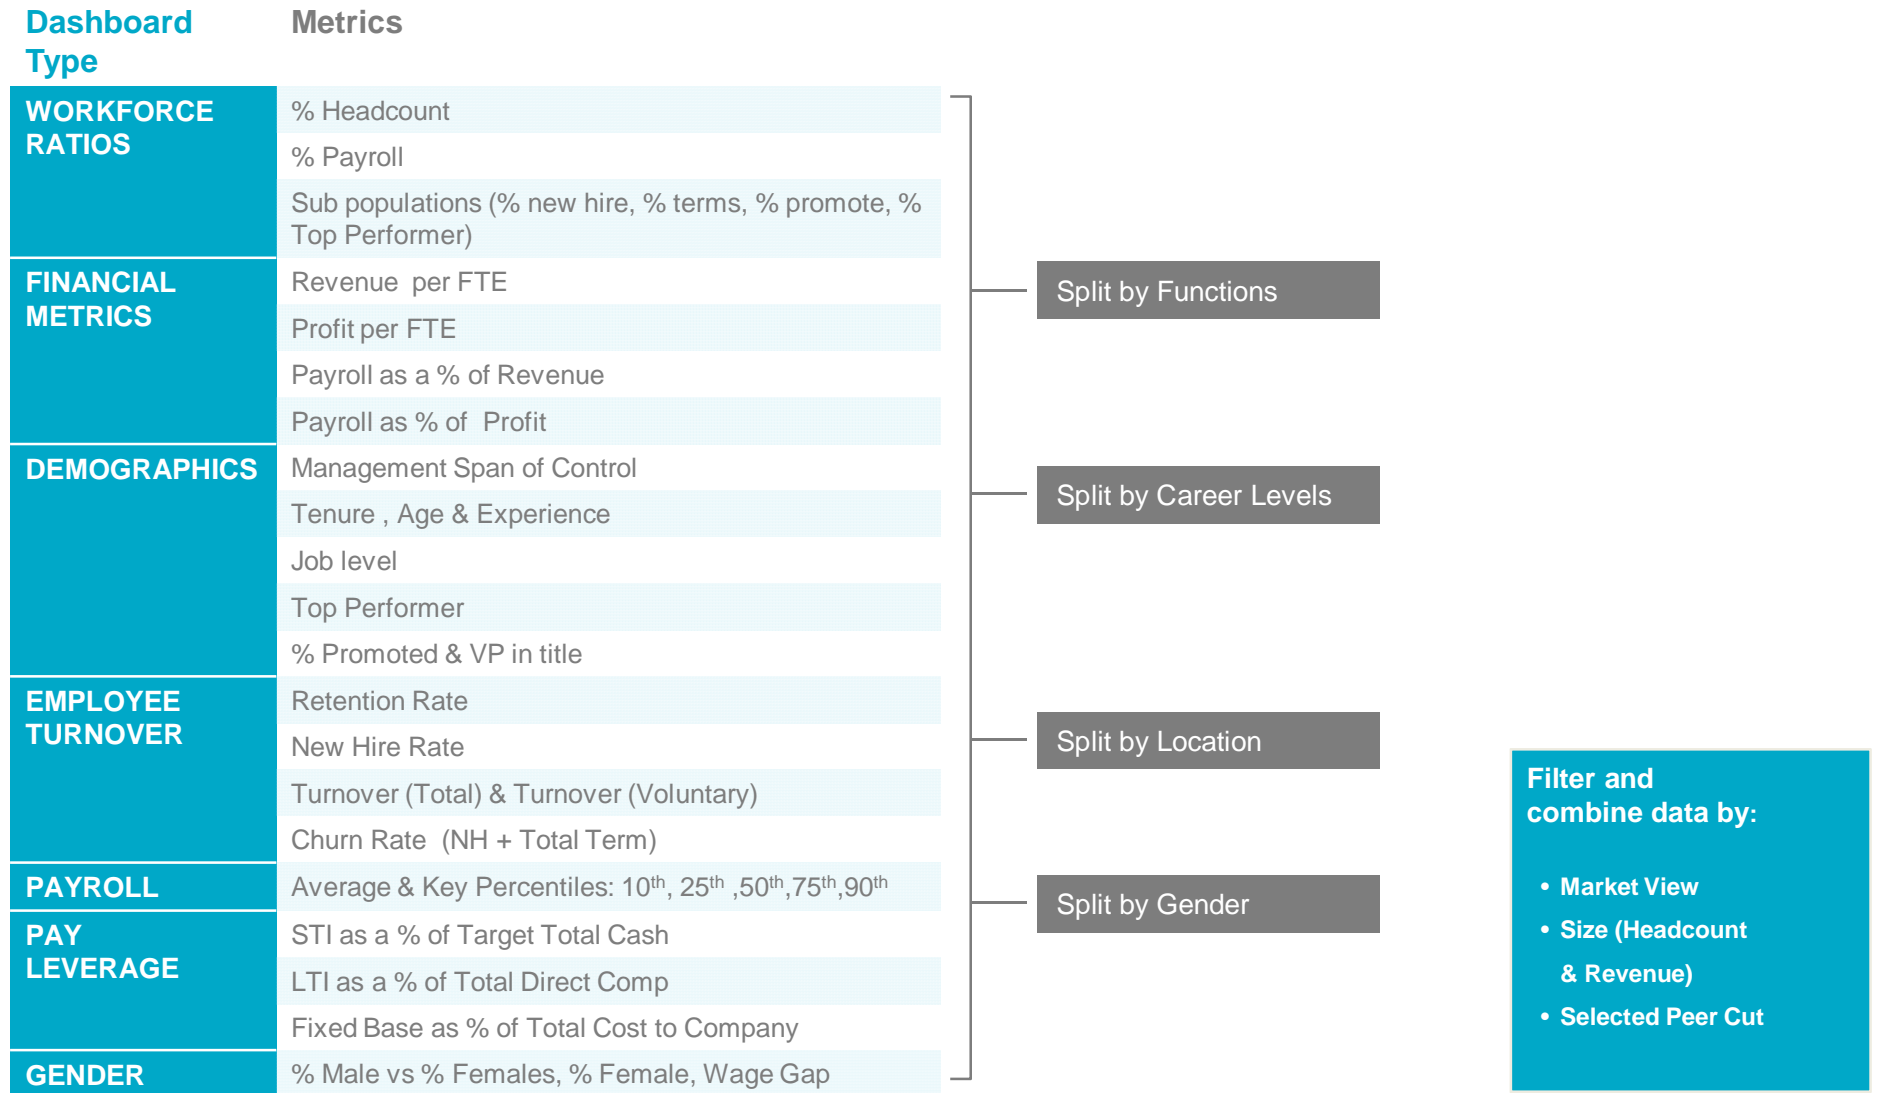 Dashboard
Type
Metrics
WORKFORCE
RATIOS
% Headcount
% Payroll
Sub populations (% new hire, % terms, % promote, %
Top Performer)
FINANCIAL
METRICS
Revenue per FTE
Profit per FTE
Payroll as a % of Revenue
Payroll as % of Profit
DEMOGRAPHICS
Management Span of Control
Tenure , Age & Experience
Job level
Top Performer
% Promoted & VP in title
EMPLOYEE
TURNOVER
Retention Rate
New Hire Rate
Turnover (Total) & Turnover (Voluntary)
Churn Rate (NH + Total Term)
PAYROLL
Average & Key Percentiles: 10th, 25th ,50th,75th,90th
PAY
LEVERAGE
STI as a % of Target Total Cash
LTI as a % of Total Direct Comp
Fixed Base as % of Total Cost to Company
GENDER
% Male vs % Females, % Female, Wage Gap
Split by Functions
Split by Career Levels
Split by Location
Split by Gender
Filter and
combine data by:
• Market View
• Size (Headcount
& Revenue)
• Selected Peer Cut